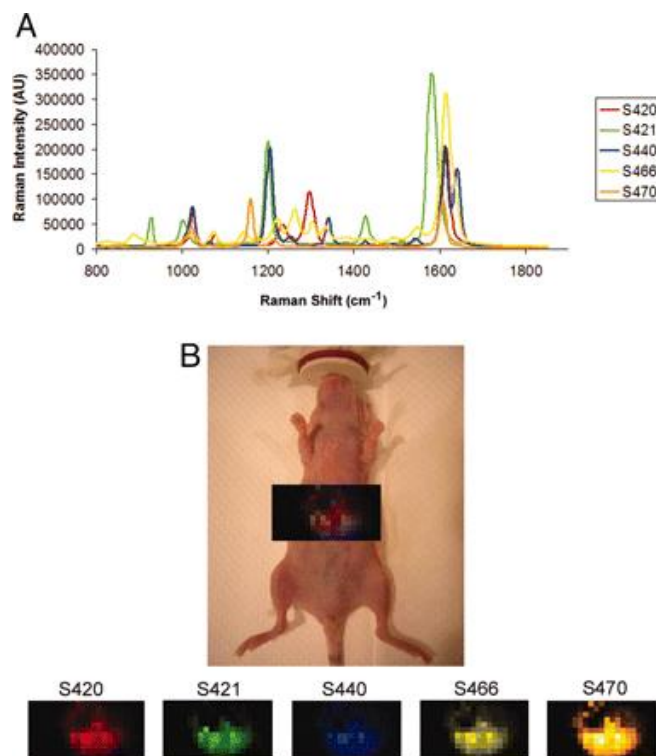 A
Raman Intensity (AU)
400000
350000
300000
250000
200000
150000
100000
50000
0
800
1000
1200
1400
1600
1800
Raman Shift (cm⁻¹)
S420
S421
S440
S466
S470
B
S420
S421
S440
S466
S470